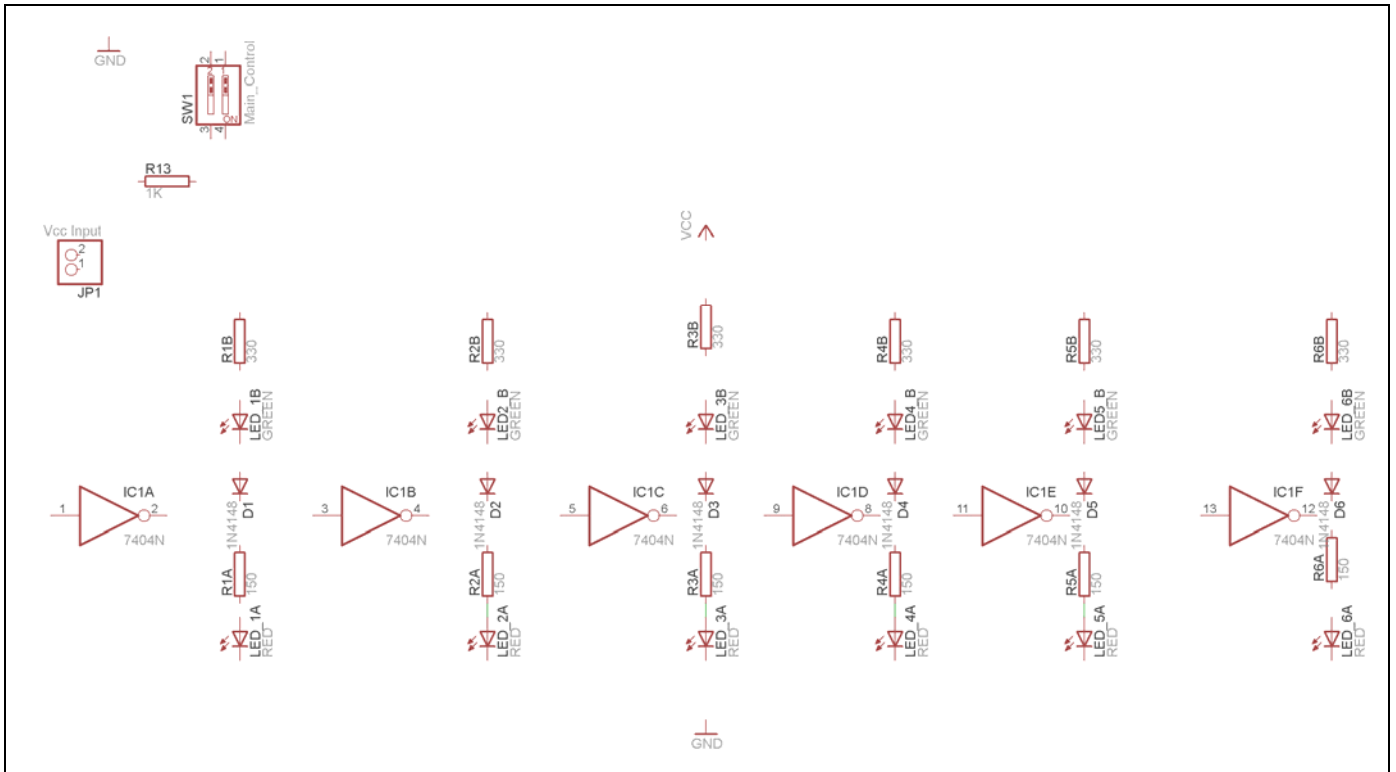 GND
2 1
2 1
SW1
ON
Main_Control
3 4
R13
1K
Vcc Input
2
1
JP1
VCC
R1B 330
R2B 330
R3B 330
R4B 330
R5B 330
R6B 330
LED_1B GREEN
LED2_B GREEN
LED_3B GREEN
LED4_B GREEN
LED5_B GREEN
LED_6B GREEN
1 IC1A 2 7404N
1N4148 D1
3 IC1B 4 7404N
1N4148 D2
5 IC1C 6 7404N
1N4148 D3
9 IC1D 8 7404N
1N4148 D4
11 IC1E 10 7404N
1N4148 D5
13 IC1F 12 7404N
1N4148 D6
R1A 150
R2A 150
R3A 150
R4A 150
R5A 150
R6A 150
LED_1A RED
LED_2A RED
LED_3A RED
LED_4A RED
LED_5A RED
LED_6A RED
GND